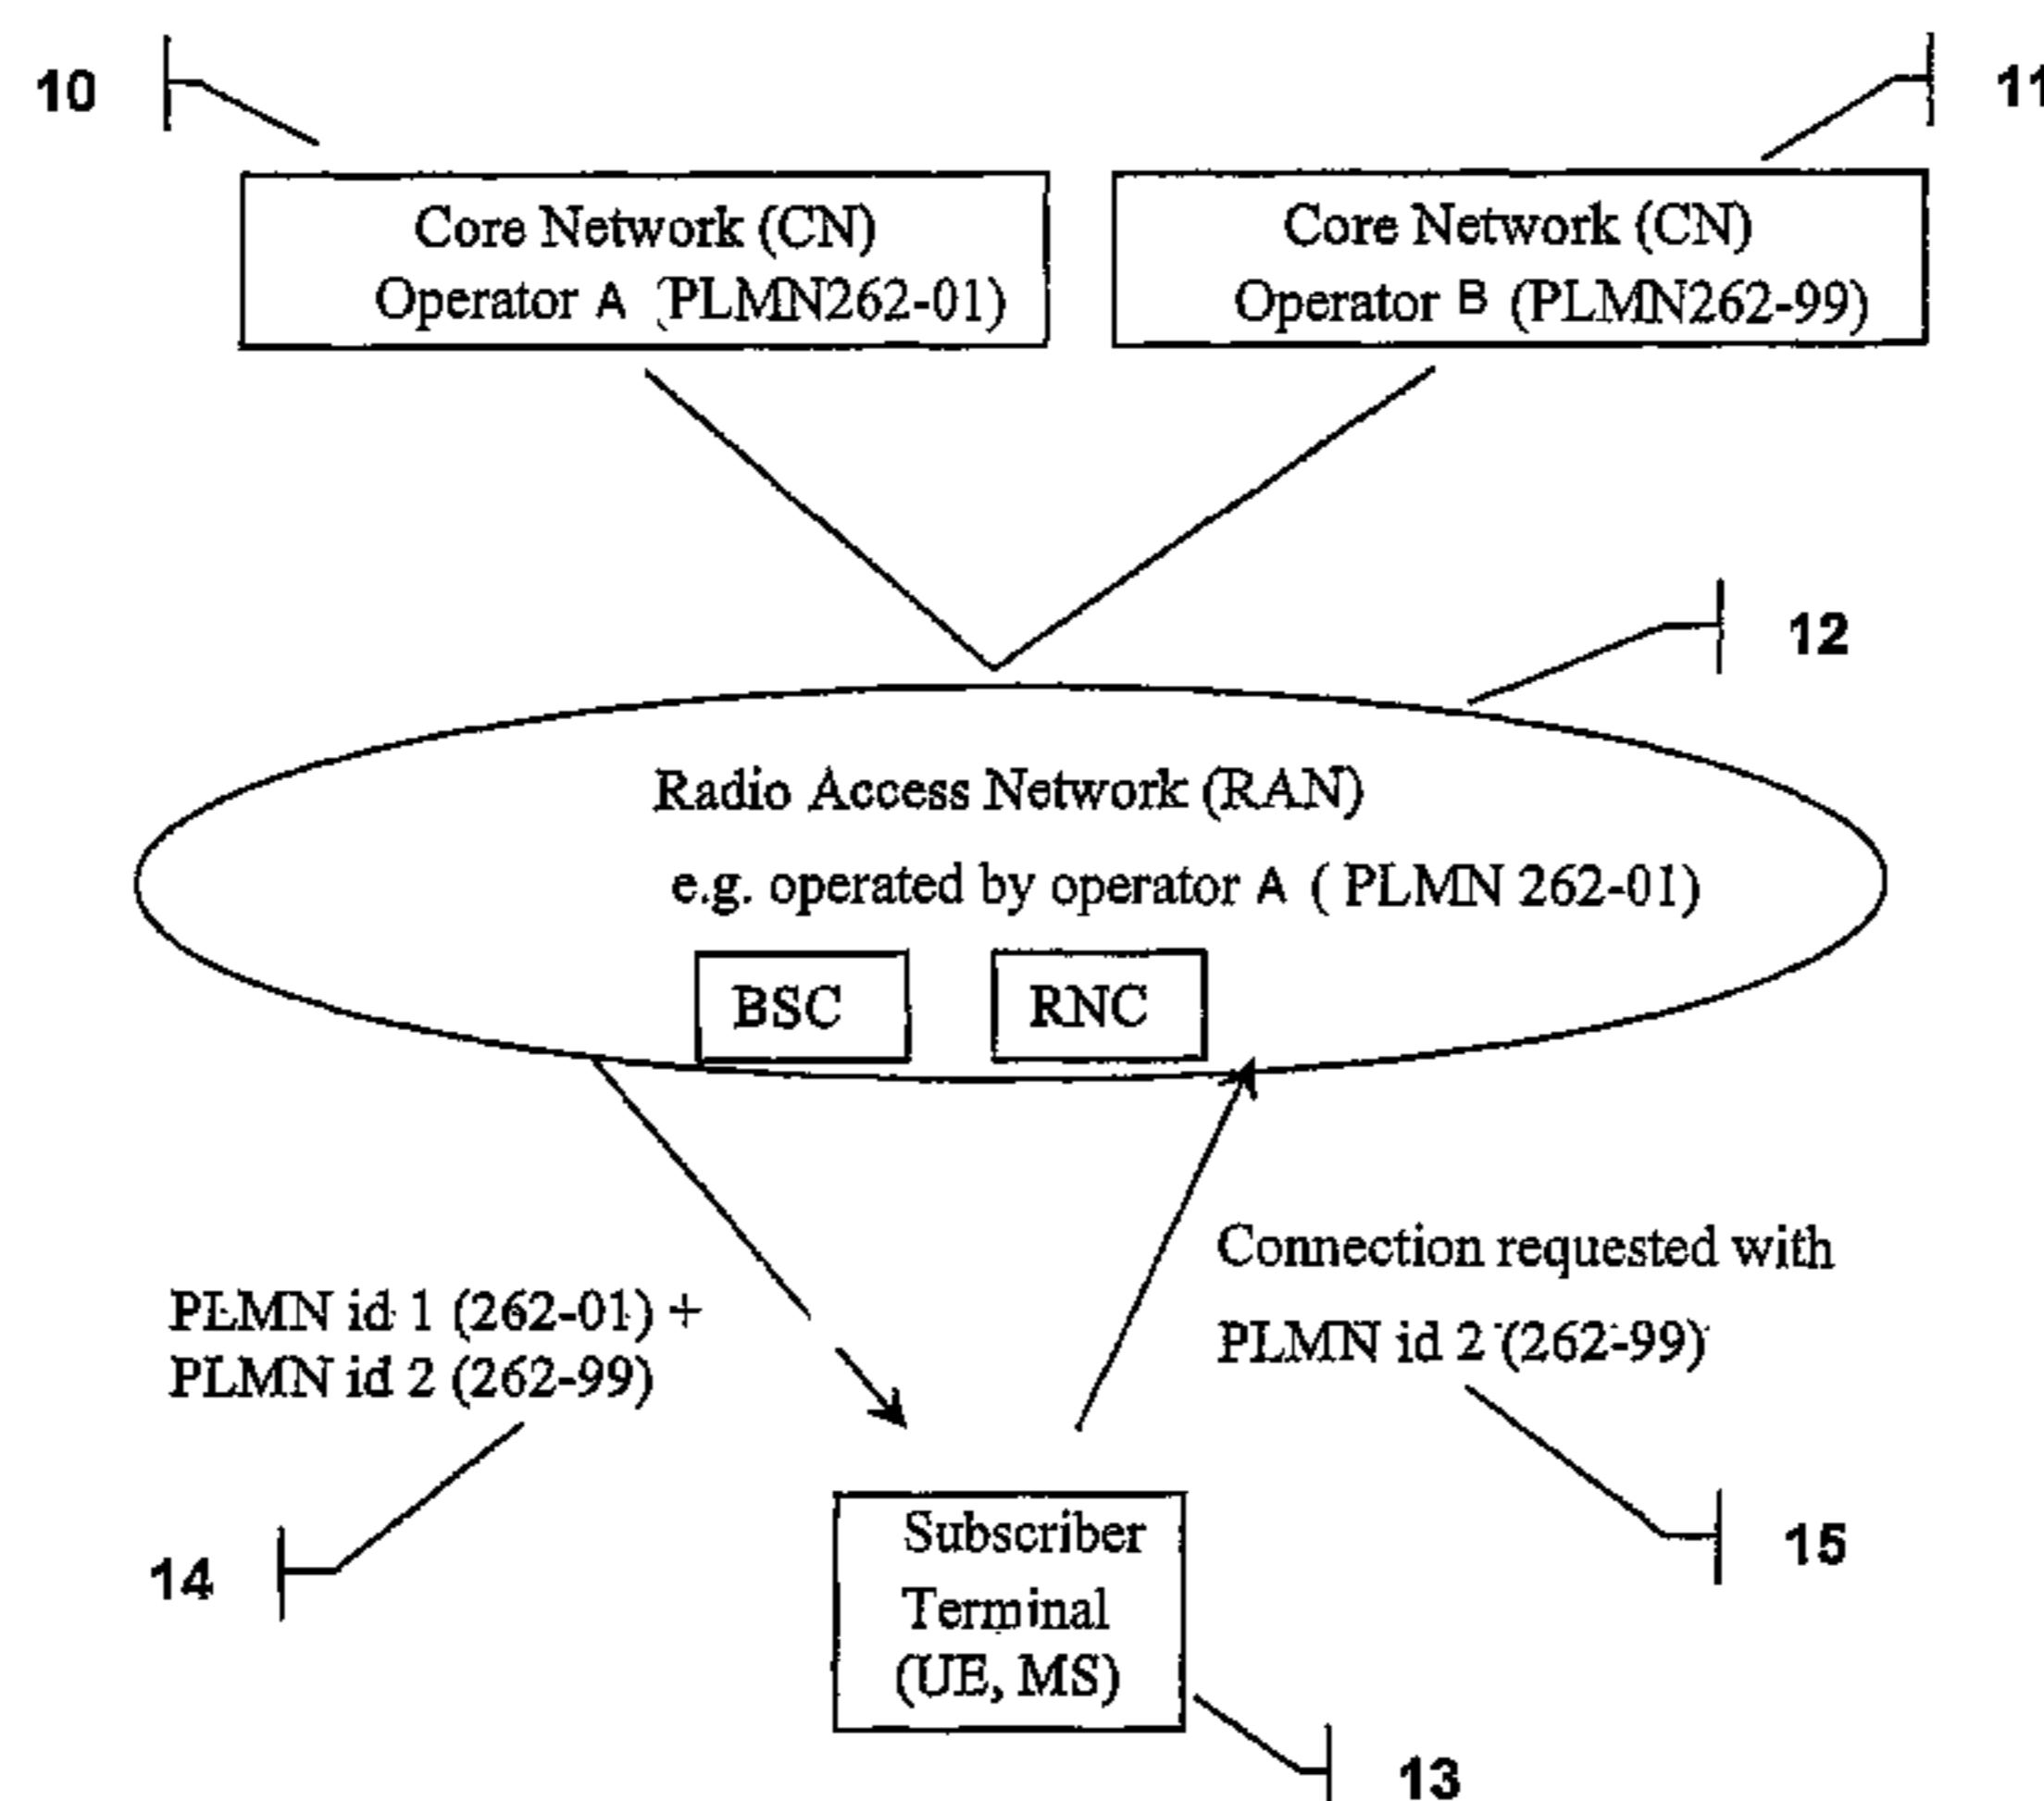 10
11
Core Network (CN)
Operator A (PLMN262-01)
Core Network (CN)
Operator B (PLMN262-99)
12
Radio Access Network (RAN)
e.g. operated by operator A ( PLMN 262-01)
BSC
RNC
Connection requested with
PLMN id 2 (262-99)
PLMN id 1 (262-01) +
PLMN id 2 (262-99)
14
15
Subscriber
Terminal
(UE, MS)
13